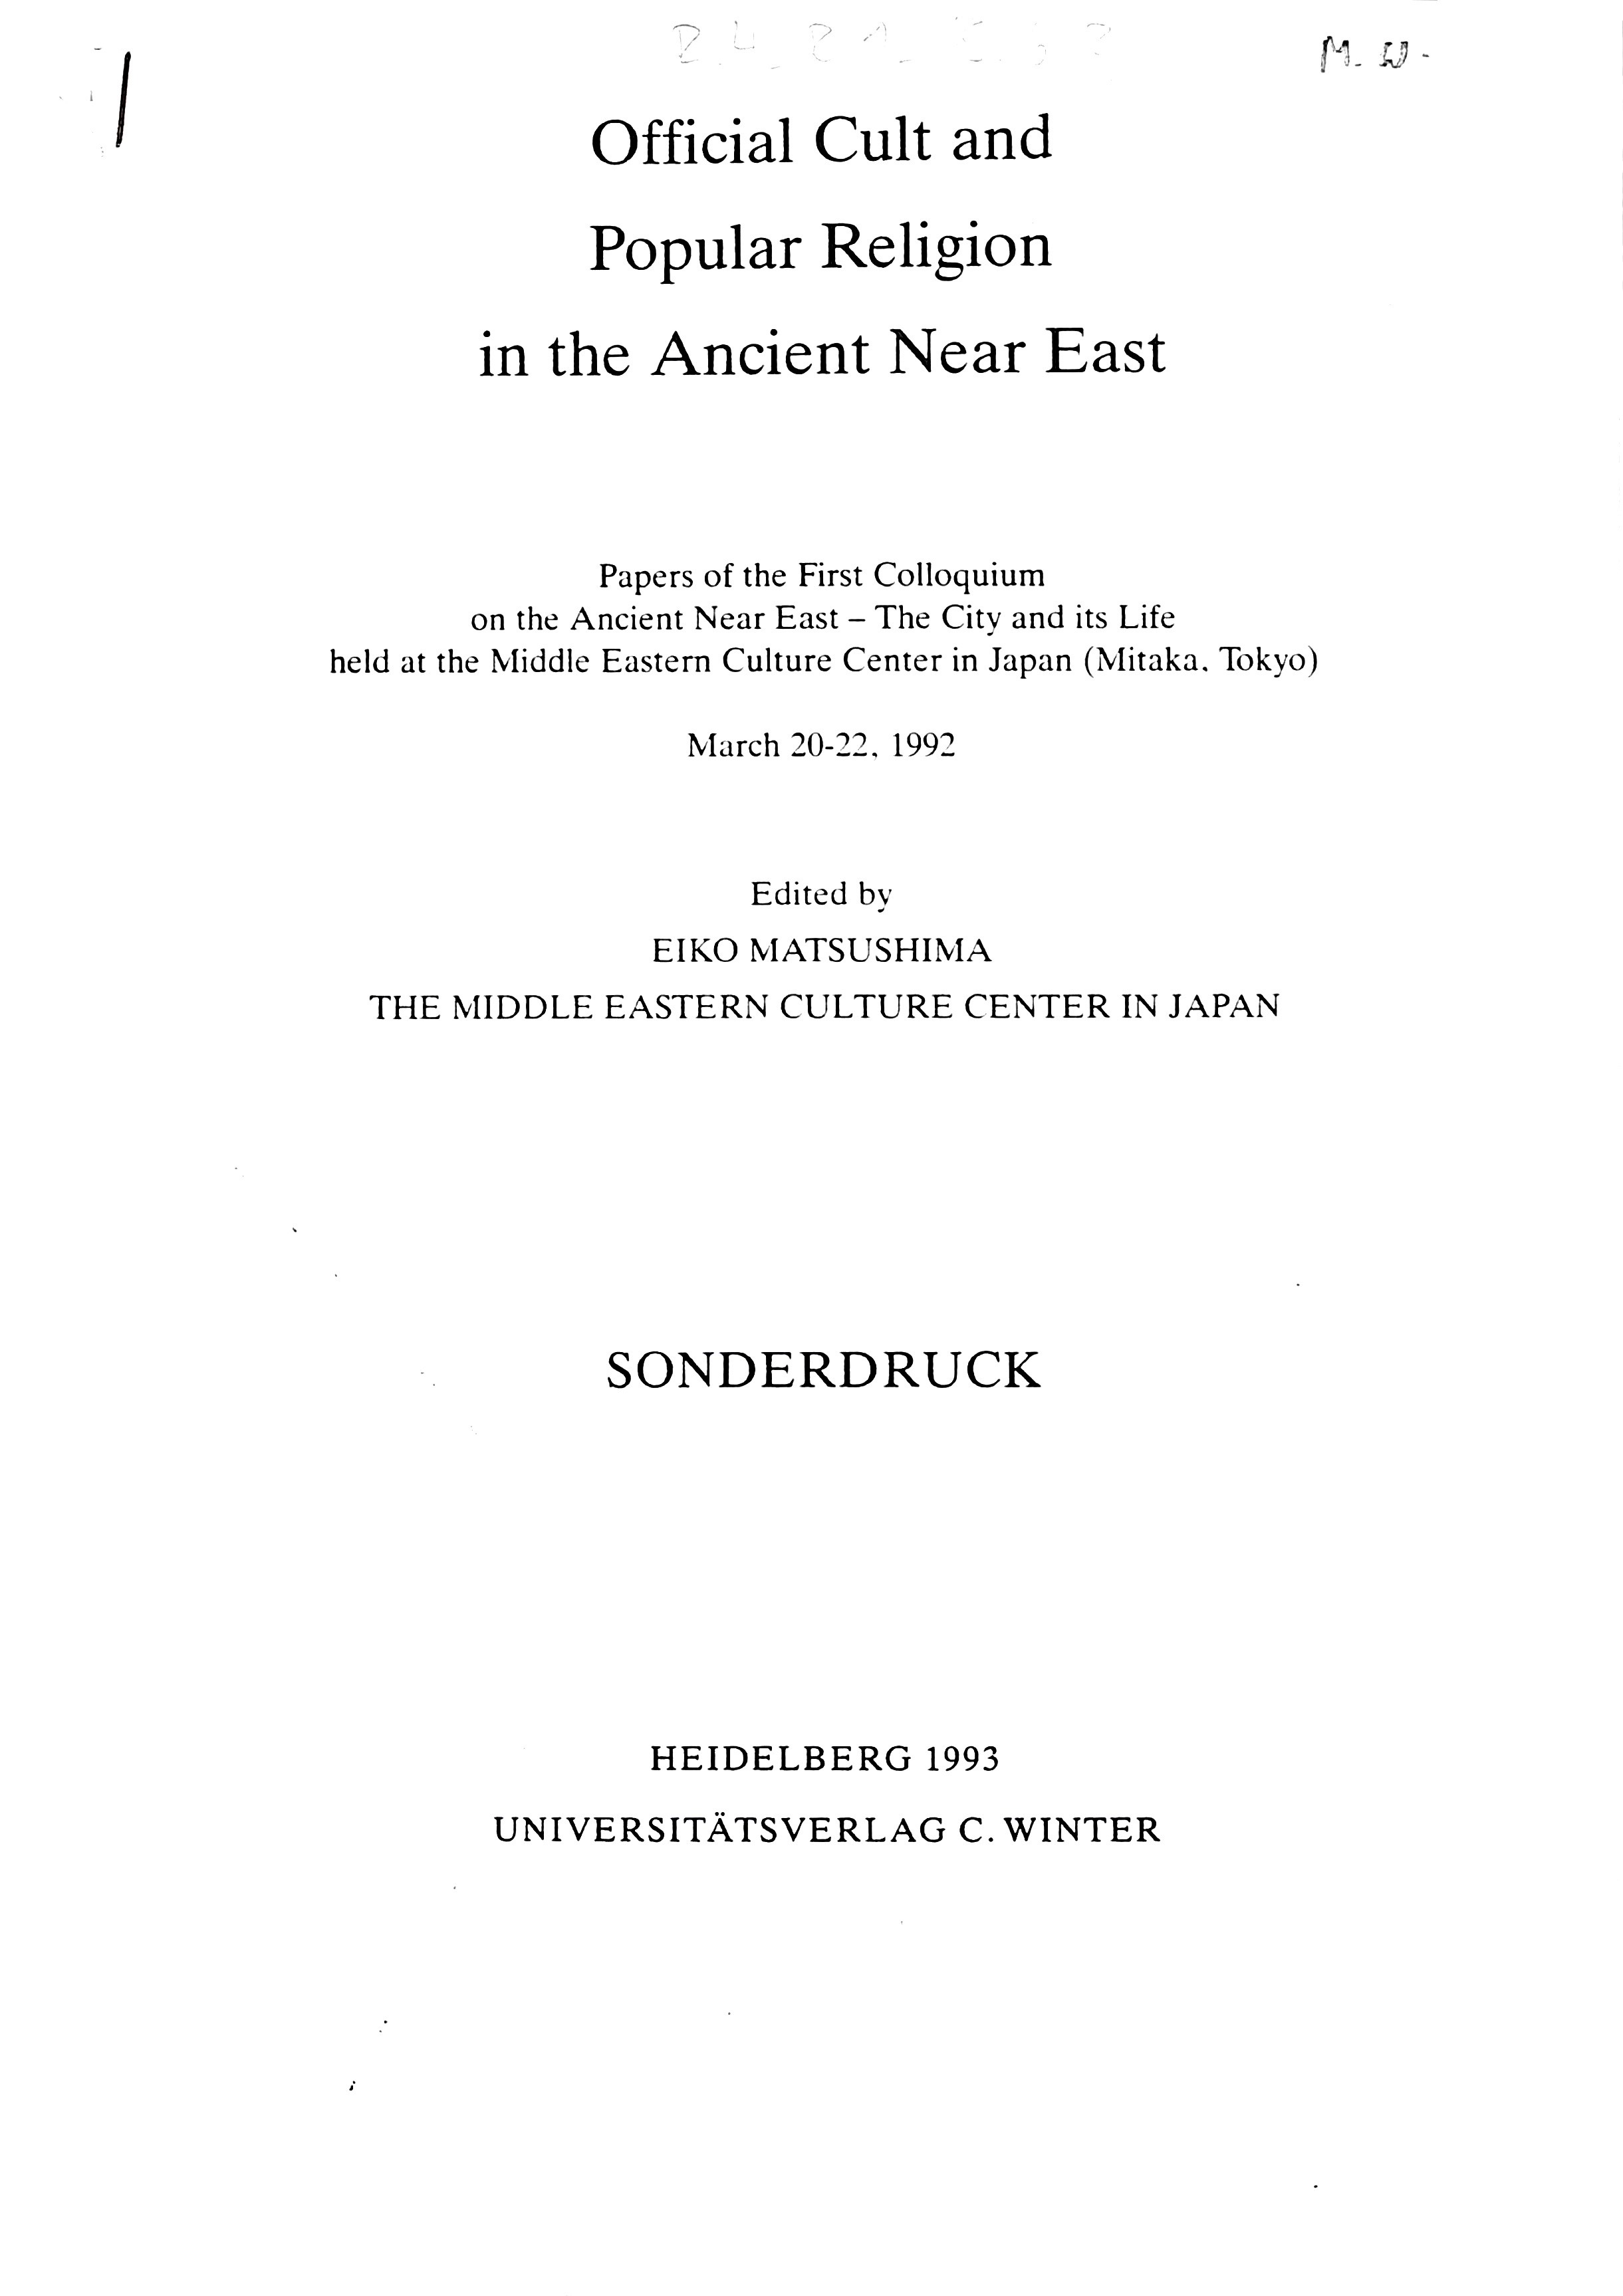 M. W.
Official Cult and
Popular Religion
in the Ancient Near East
Papers of the First Colloquium
on the Ancient Near East – The City and its Life
held at the Middle Eastern Culture Center in Japan (Mitaka, Tokyo)
March 20-22, 1992
Edited by
EIKO MATSUSHIMA
THE MIDDLE EASTERN CULTURE CENTER IN JAPAN
SONDERDRUCK
HEIDELBERG 1993
UNIVERSITÄTSVERLAG C. WINTER